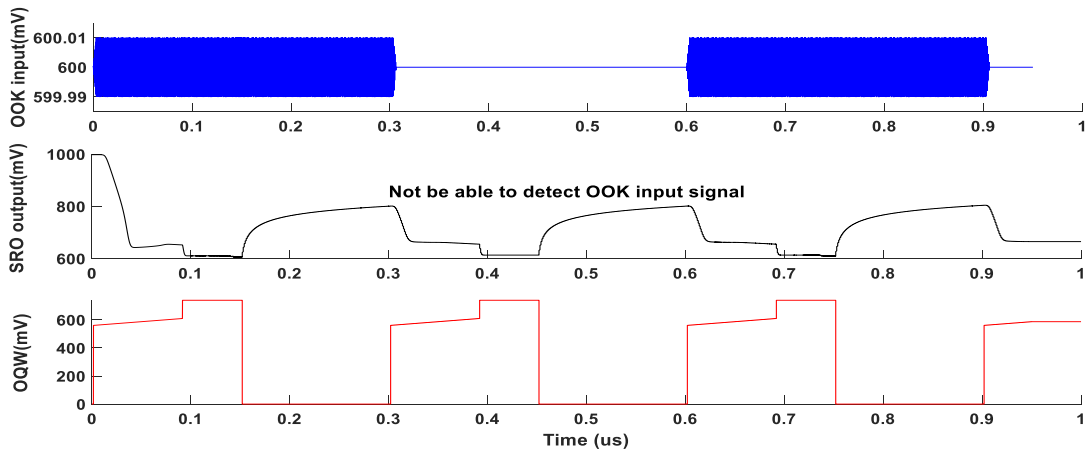 OOK input(mV)
600.01
600
599.99
0 0.1 0.2 0.3 0.4 0.5 0.6 0.7 0.8 0.9 1
SRO output(mV)
1000
Not be able to detect OOK input signal
800
600
0 0.1 0.2 0.3 0.4 0.5 0.6 0.7 0.8 0.9 1
OQW(mV)
600
400
200
0
0 0.1 0.2 0.3 0.4 0.5 0.6 0.7 0.8 0.9 1
Time (us)